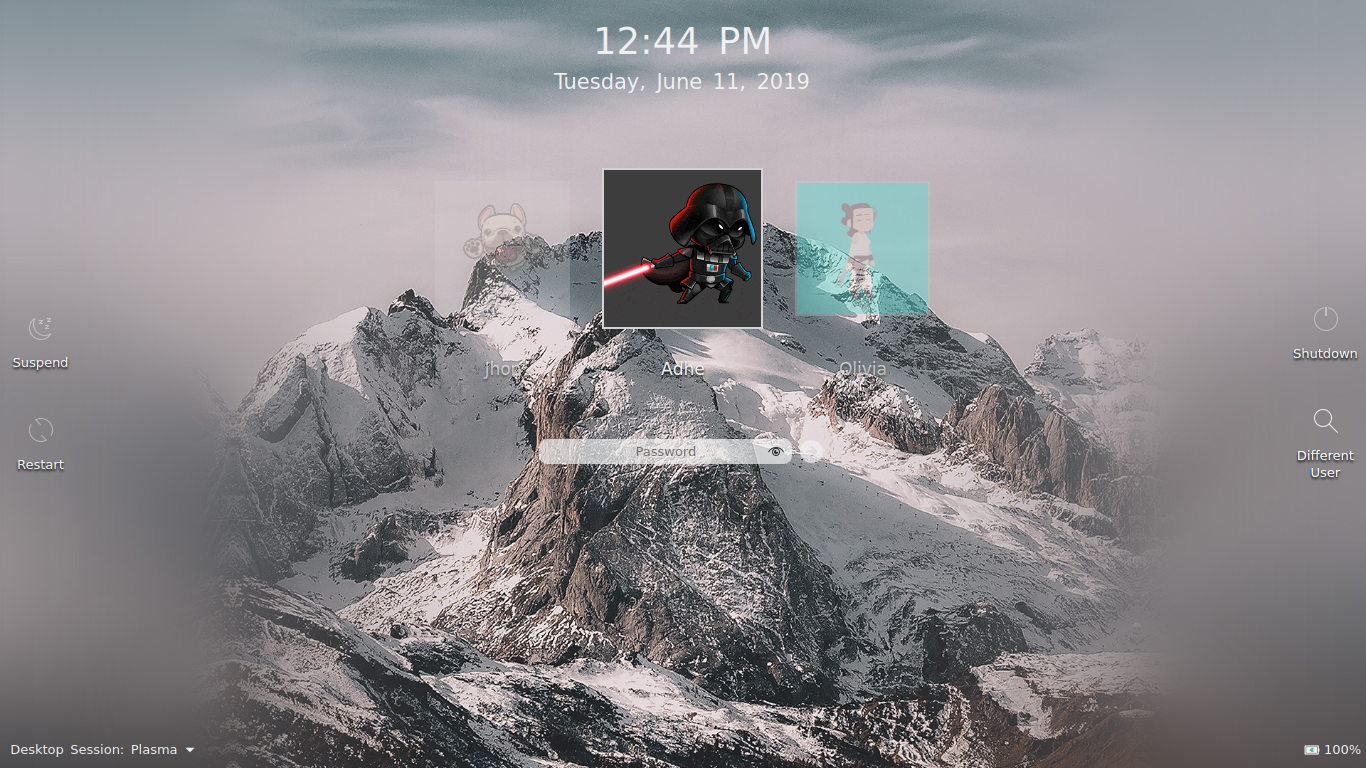 12:44 PM
Tuesday, June 11, 2019
Jhon
Adhe
Olivia
Suspend
Shutdown
Restart
Password
Different
User
Desktop Session: Plasma
100%